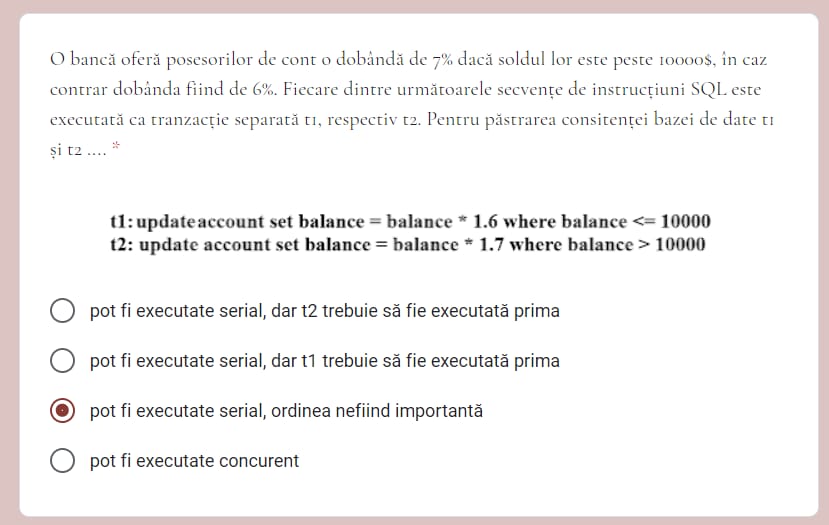 O bancă oferă posesorilor de cont o dobândă de 7% dacă soldul lor este peste 10000$, în caz
contrar dobânda fiind de 6%. Fiecare dintre următoarele secvențe de instrucțiuni SQL este
executată ca tranzacție separată t1, respectiv t2. Pentru păstrarea consitenței bazei de date t1
și t2 .... *
t1: updateaccount set balance = balance * 1.6 where balance <= 10000
t2: update account set balance = balance * 1.7 where balance > 10000
pot fi executate serial, dar t2 trebuie să fie executată prima
pot fi executate serial, dar t1 trebuie să fie executată prima
pot fi executate serial, ordinea nefiind importantă
pot fi executate concurent